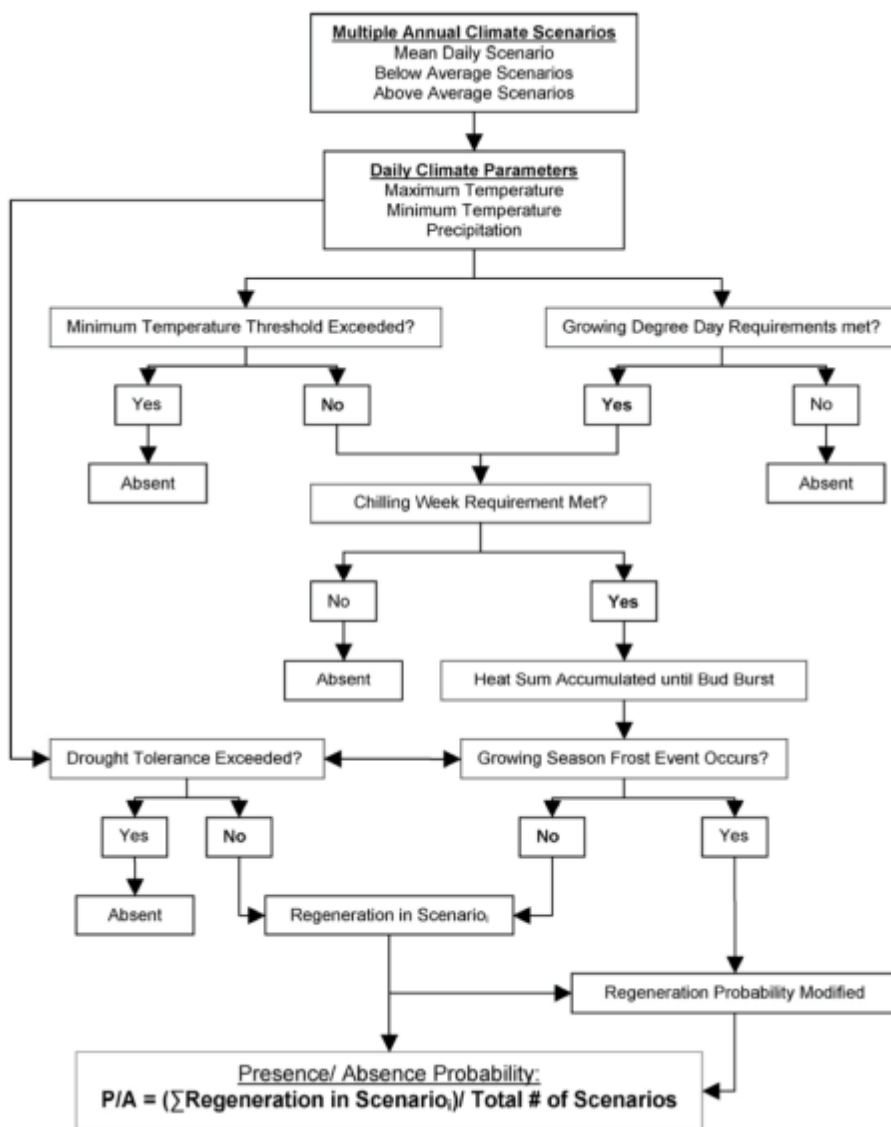 Multiple Annual Climate Scenarios
Mean Daily Scenario
Below Average Scenarios
Above Average Scenarios
Daily Climate Parameters
Maximum Temperature
Minimum Temperature
Precipitation
Minimum Temperature Threshold Exceeded?
Growing Degree Day Requirements met?
Yes
No
Yes
No
Absent
Absent
Chilling Week Requirement Met?
No
Yes
Absent
Heat Sum Accumulated until Bud Burst
Drought Tolerance Exceeded?
Growing Season Frost Event Occurs?
Yes
No
No
Yes
Absent
Regeneration in Scenarioᵢ
Regeneration Probability Modified
Presence/ Absence Probability:
P/A = (∑Regeneration in Scenarioᵢ)/ Total # of Scenarios